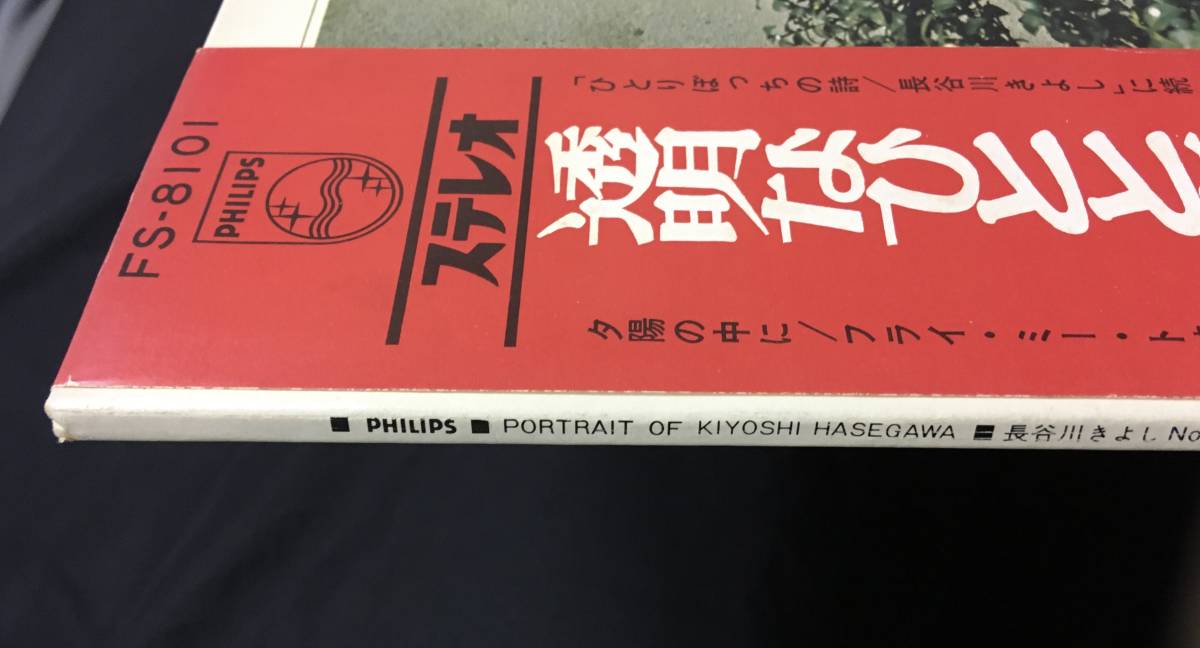 FS-8101
PHILIPS
ステレオ
「ひとりぼっちの詩/長谷川きよし」に続
透明なひとと
夕陽の中に/フライ・ミー・ト
■ PHILIPS ■ PORTRAIT OF KIYOSHI HASEGAWA ■ 長谷川きよし No